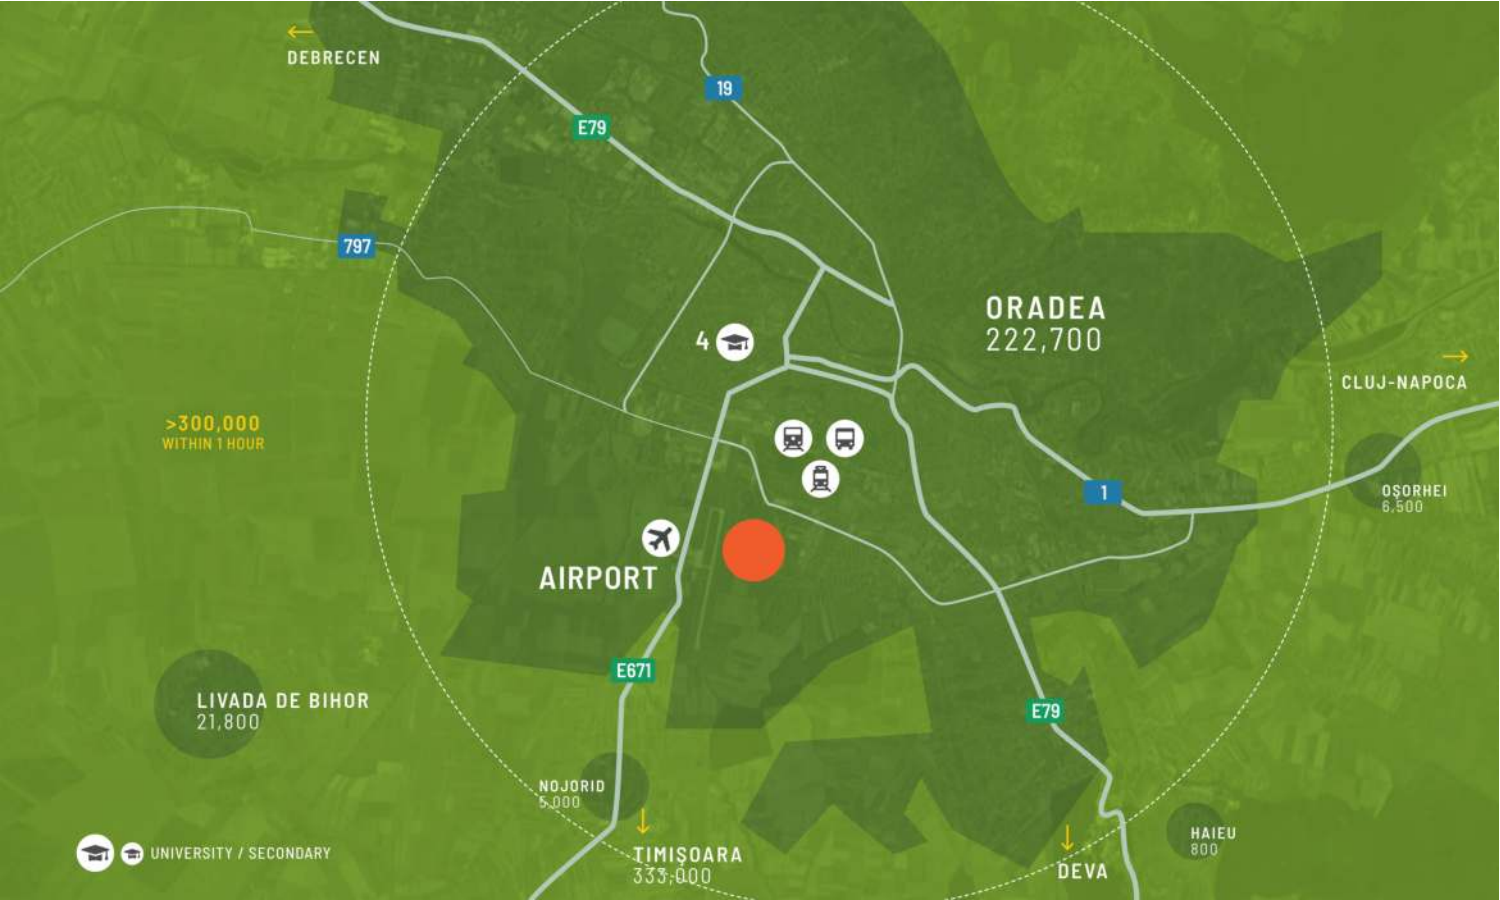 DEBRECEN
19
E79
797
ORADEA
222,700
4
CLUJ-NAPOCA
>300,000
WITHIN 1 HOUR
1
OȘORHEI
6,500
AIRPORT
E671
LIVADA DE BIHOR
21,800
E79
NOJORID
5,000
HAIEU
800
UNIVERSITY / SECONDARY
TIMIȘOARA
333,000
DEVA